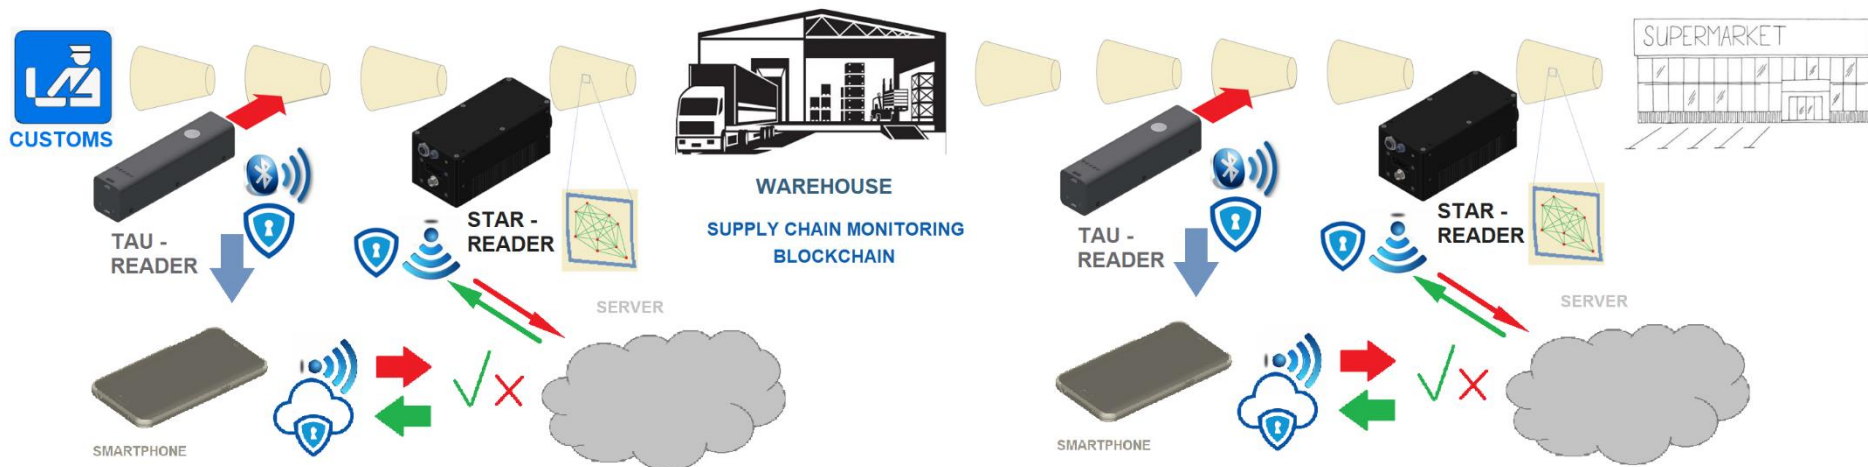 CUSTOMS
TAU -
READER
STAR -
READER
SMARTPHONE
SERVER
WAREHOUSE
SUPPLY CHAIN MONITORING
BLOCKCHAIN
TAU -
READER
STAR -
READER
SMARTPHONE
SERVER
SUPERMARKET